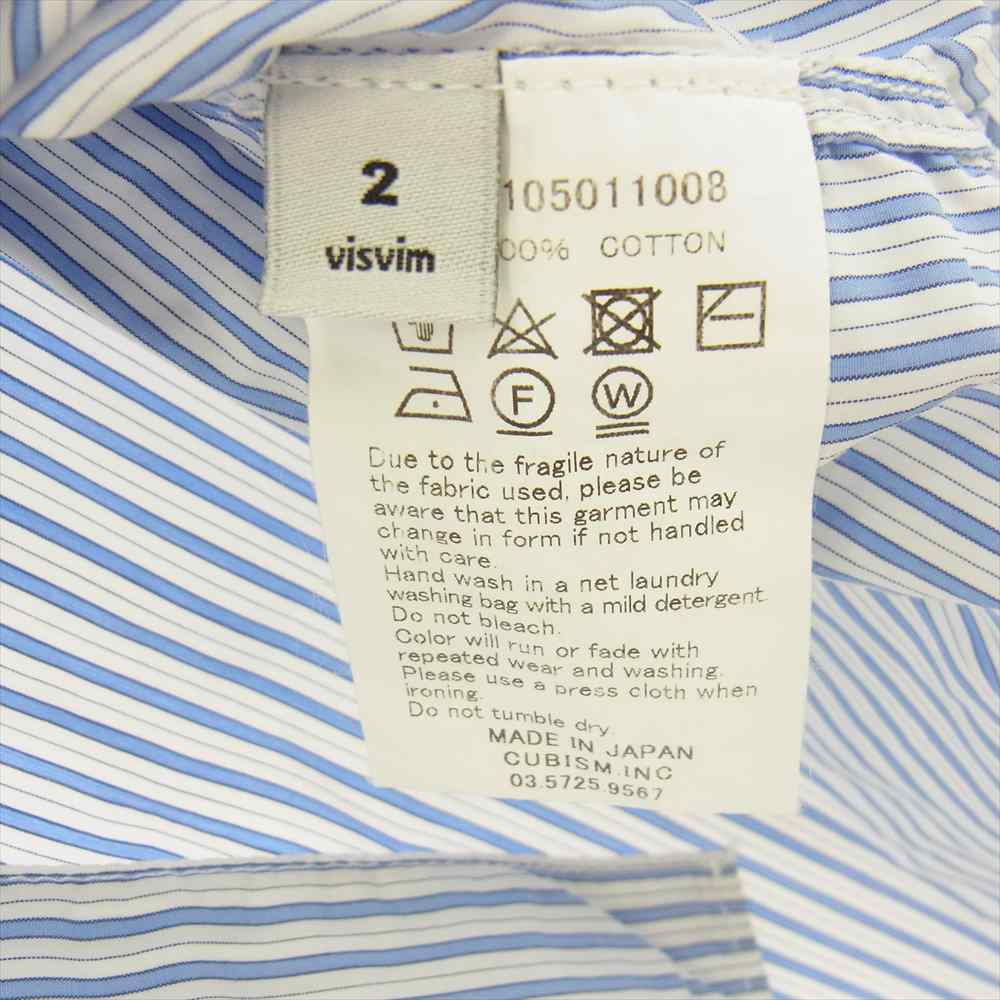 2
visvim
105011008
00% COTTON
F
W
Due to the fragile nature of
the fabric used, please be
aware that this garment may
change in form if not handled
with care.
Hand wash in a net laundry
washing bag with a mild detergent.
Do not bleach.
Color will run or fade with
repeated wear and washing.
Please use a press cloth when
ironing.
Do not tumble dry.
MADE IN JAPAN
CUBISM.INC
03.5725.9567